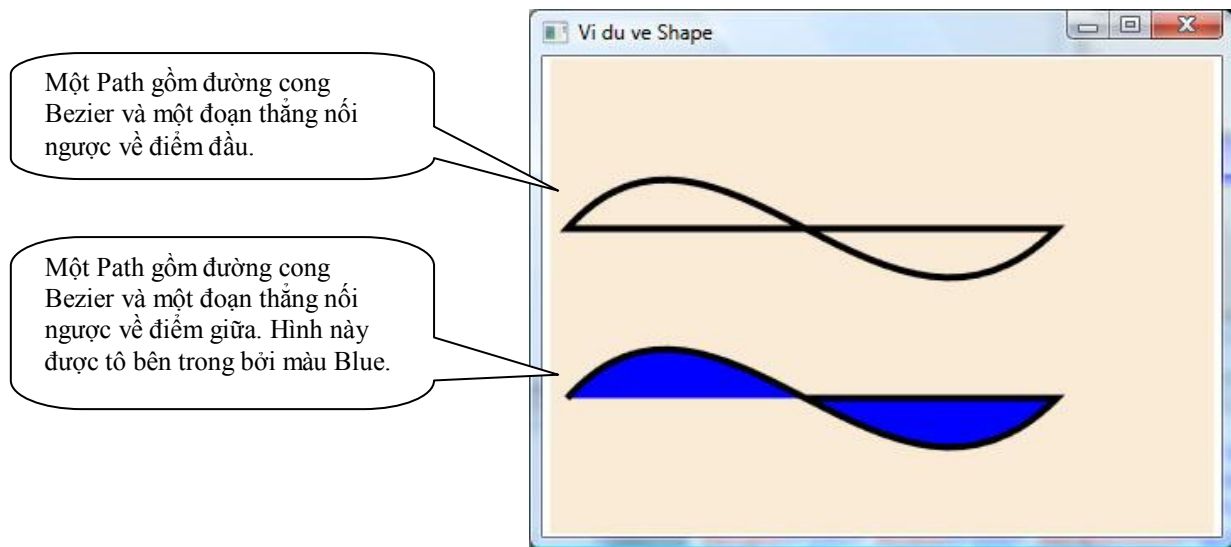 Vi du ve Shape
Một Path gồm đường cong
Bezier và một đoạn thẳng nối
ngược về điểm đầu.
Một Path gồm đường cong
Bezier và một đoạn thẳng nối
ngược về điểm giữa. Hình này
được tô bên trong bởi màu Blue.